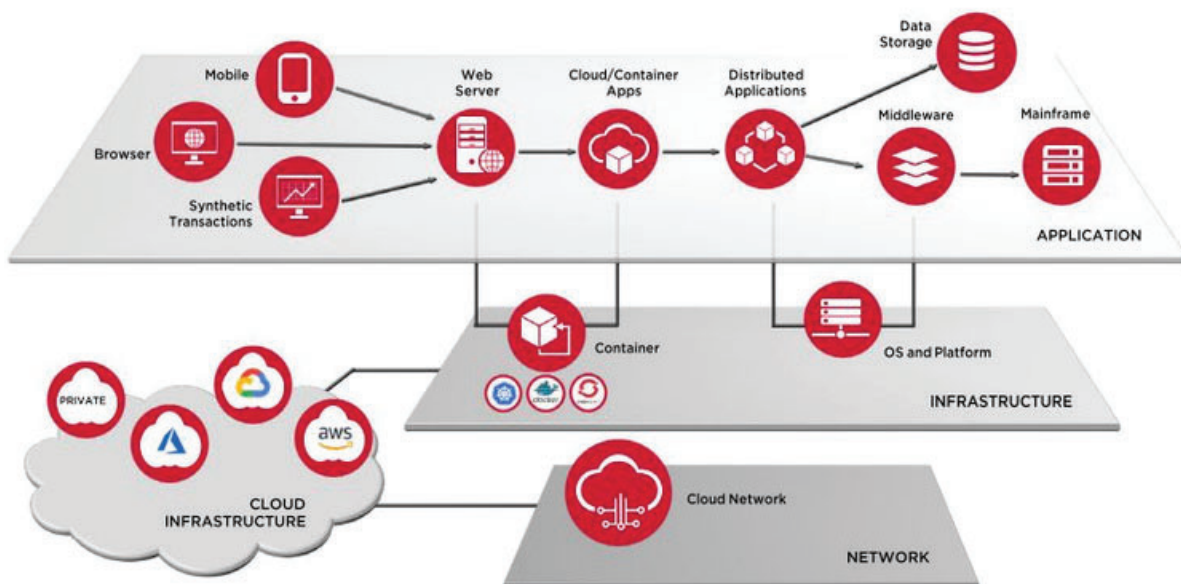 Data
Storage
Mobile
Web
Server
Cloud/Container
Apps
Distributed
Applications
Middleware
Mainframe
Browser
Synthetic
Transactions
APPLICATION
Container
OS and Platform
INFRASTRUCTURE
PRIVATE
aws
docker
CLOUD
INFRASTRUCTURE
Cloud Network
NETWORK